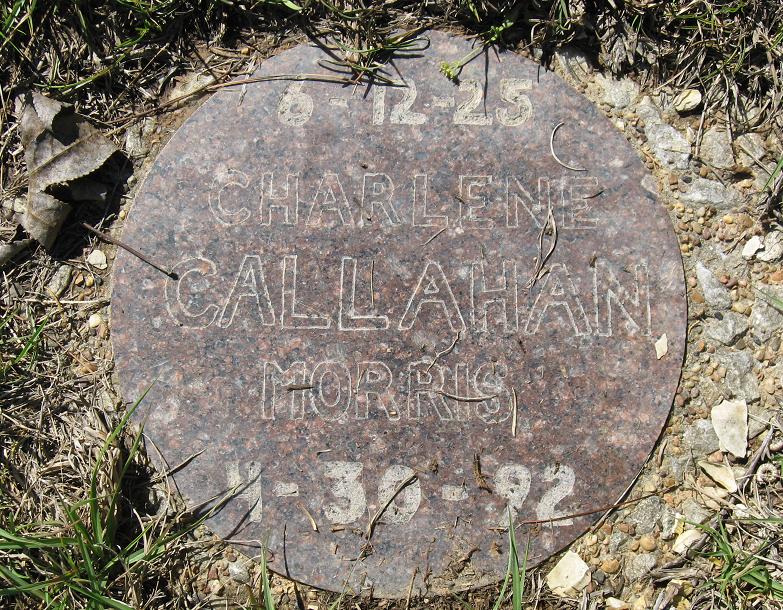 6-12-25
CHARLENE
CALLAHAN
MORRIS
4-30-92